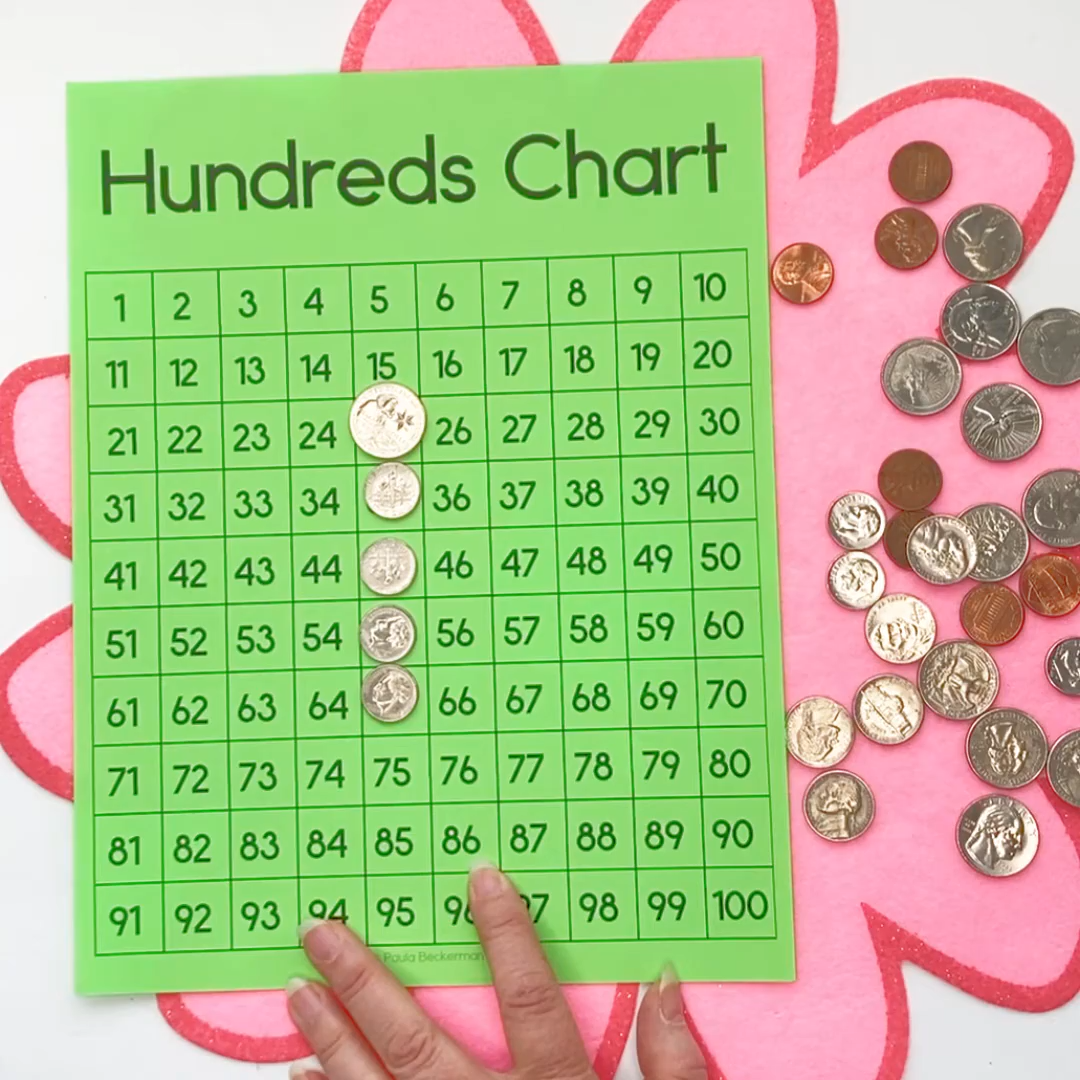 Hundreds Chart
1 2 3 4 5 6 7 8 9 10
11 12 13 14 15 16 17 18 19 20
21 22 23 24 26 27 28 29 30
31 32 33 34 36 37 38 39 40
41 42 43 44 46 47 48 49 50
51 52 53 54 56 57 58 59 60
61 62 63 64 66 67 68 69 70
71 72 73 74 75 76 77 78 79 80
81 82 83 84 85 86 87 88 89 90
91 92 93 94 95 98 99 100
Paula Beckerman